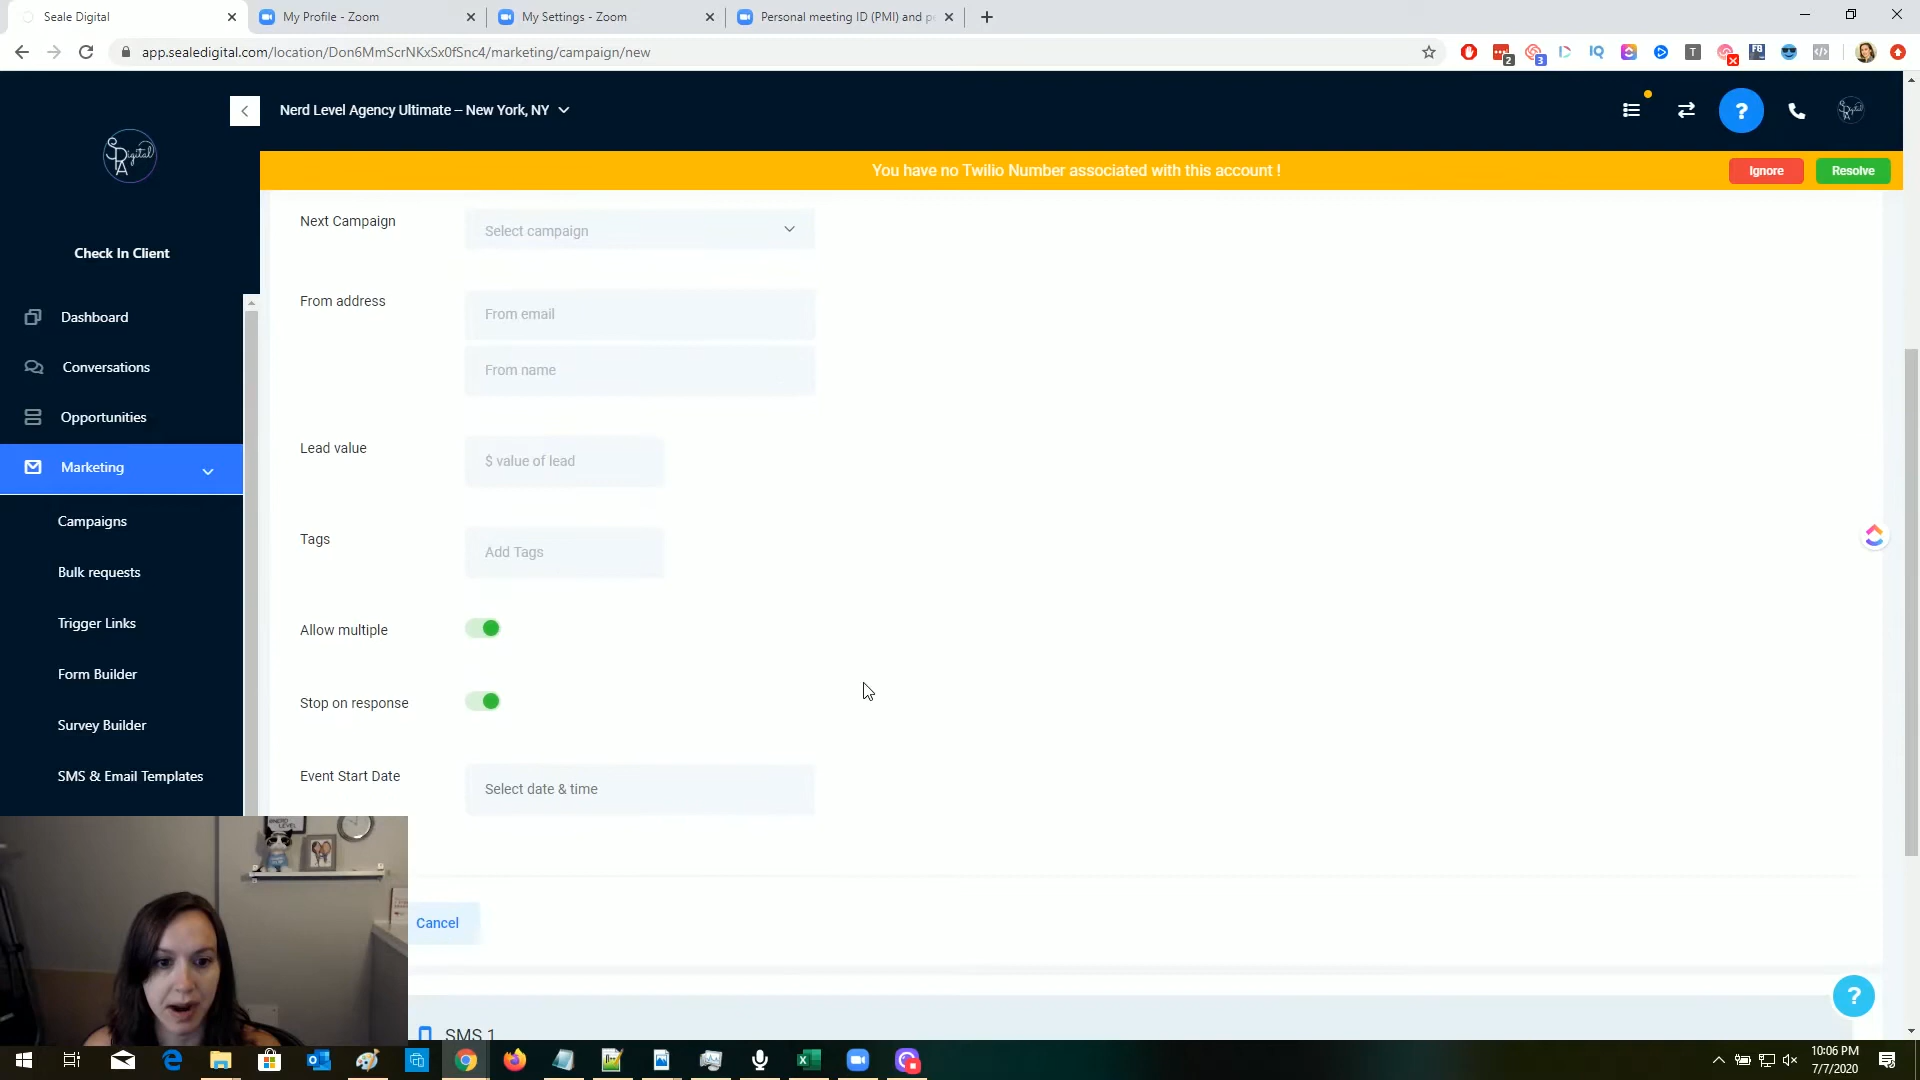 Seale Digital
My Profile - Zoom
My Settings - Zoom
Personal meeting ID (PMI) and pe
app.sealedigital.com/location/Don6MmScrNKxSx0fSnc4/marketing/campaign/new
Nerd Level Agency Ultimate – New York, NY
You have no Twilio Number associated with this account !
Ignore
Resolve
Check In Client
Dashboard
Conversations
Opportunities
Marketing
Campaigns
Bulk requests
Trigger Links
Form Builder
Survey Builder
SMS & Email Templates
Next Campaign
Select campaign
From address
From email
From name
Lead value
$ value of lead
Tags
Add Tags
Allow multiple
Stop on response
Event Start Date
Select date & time
Cancel
SMS 1
10:06 PM
7/7/2020